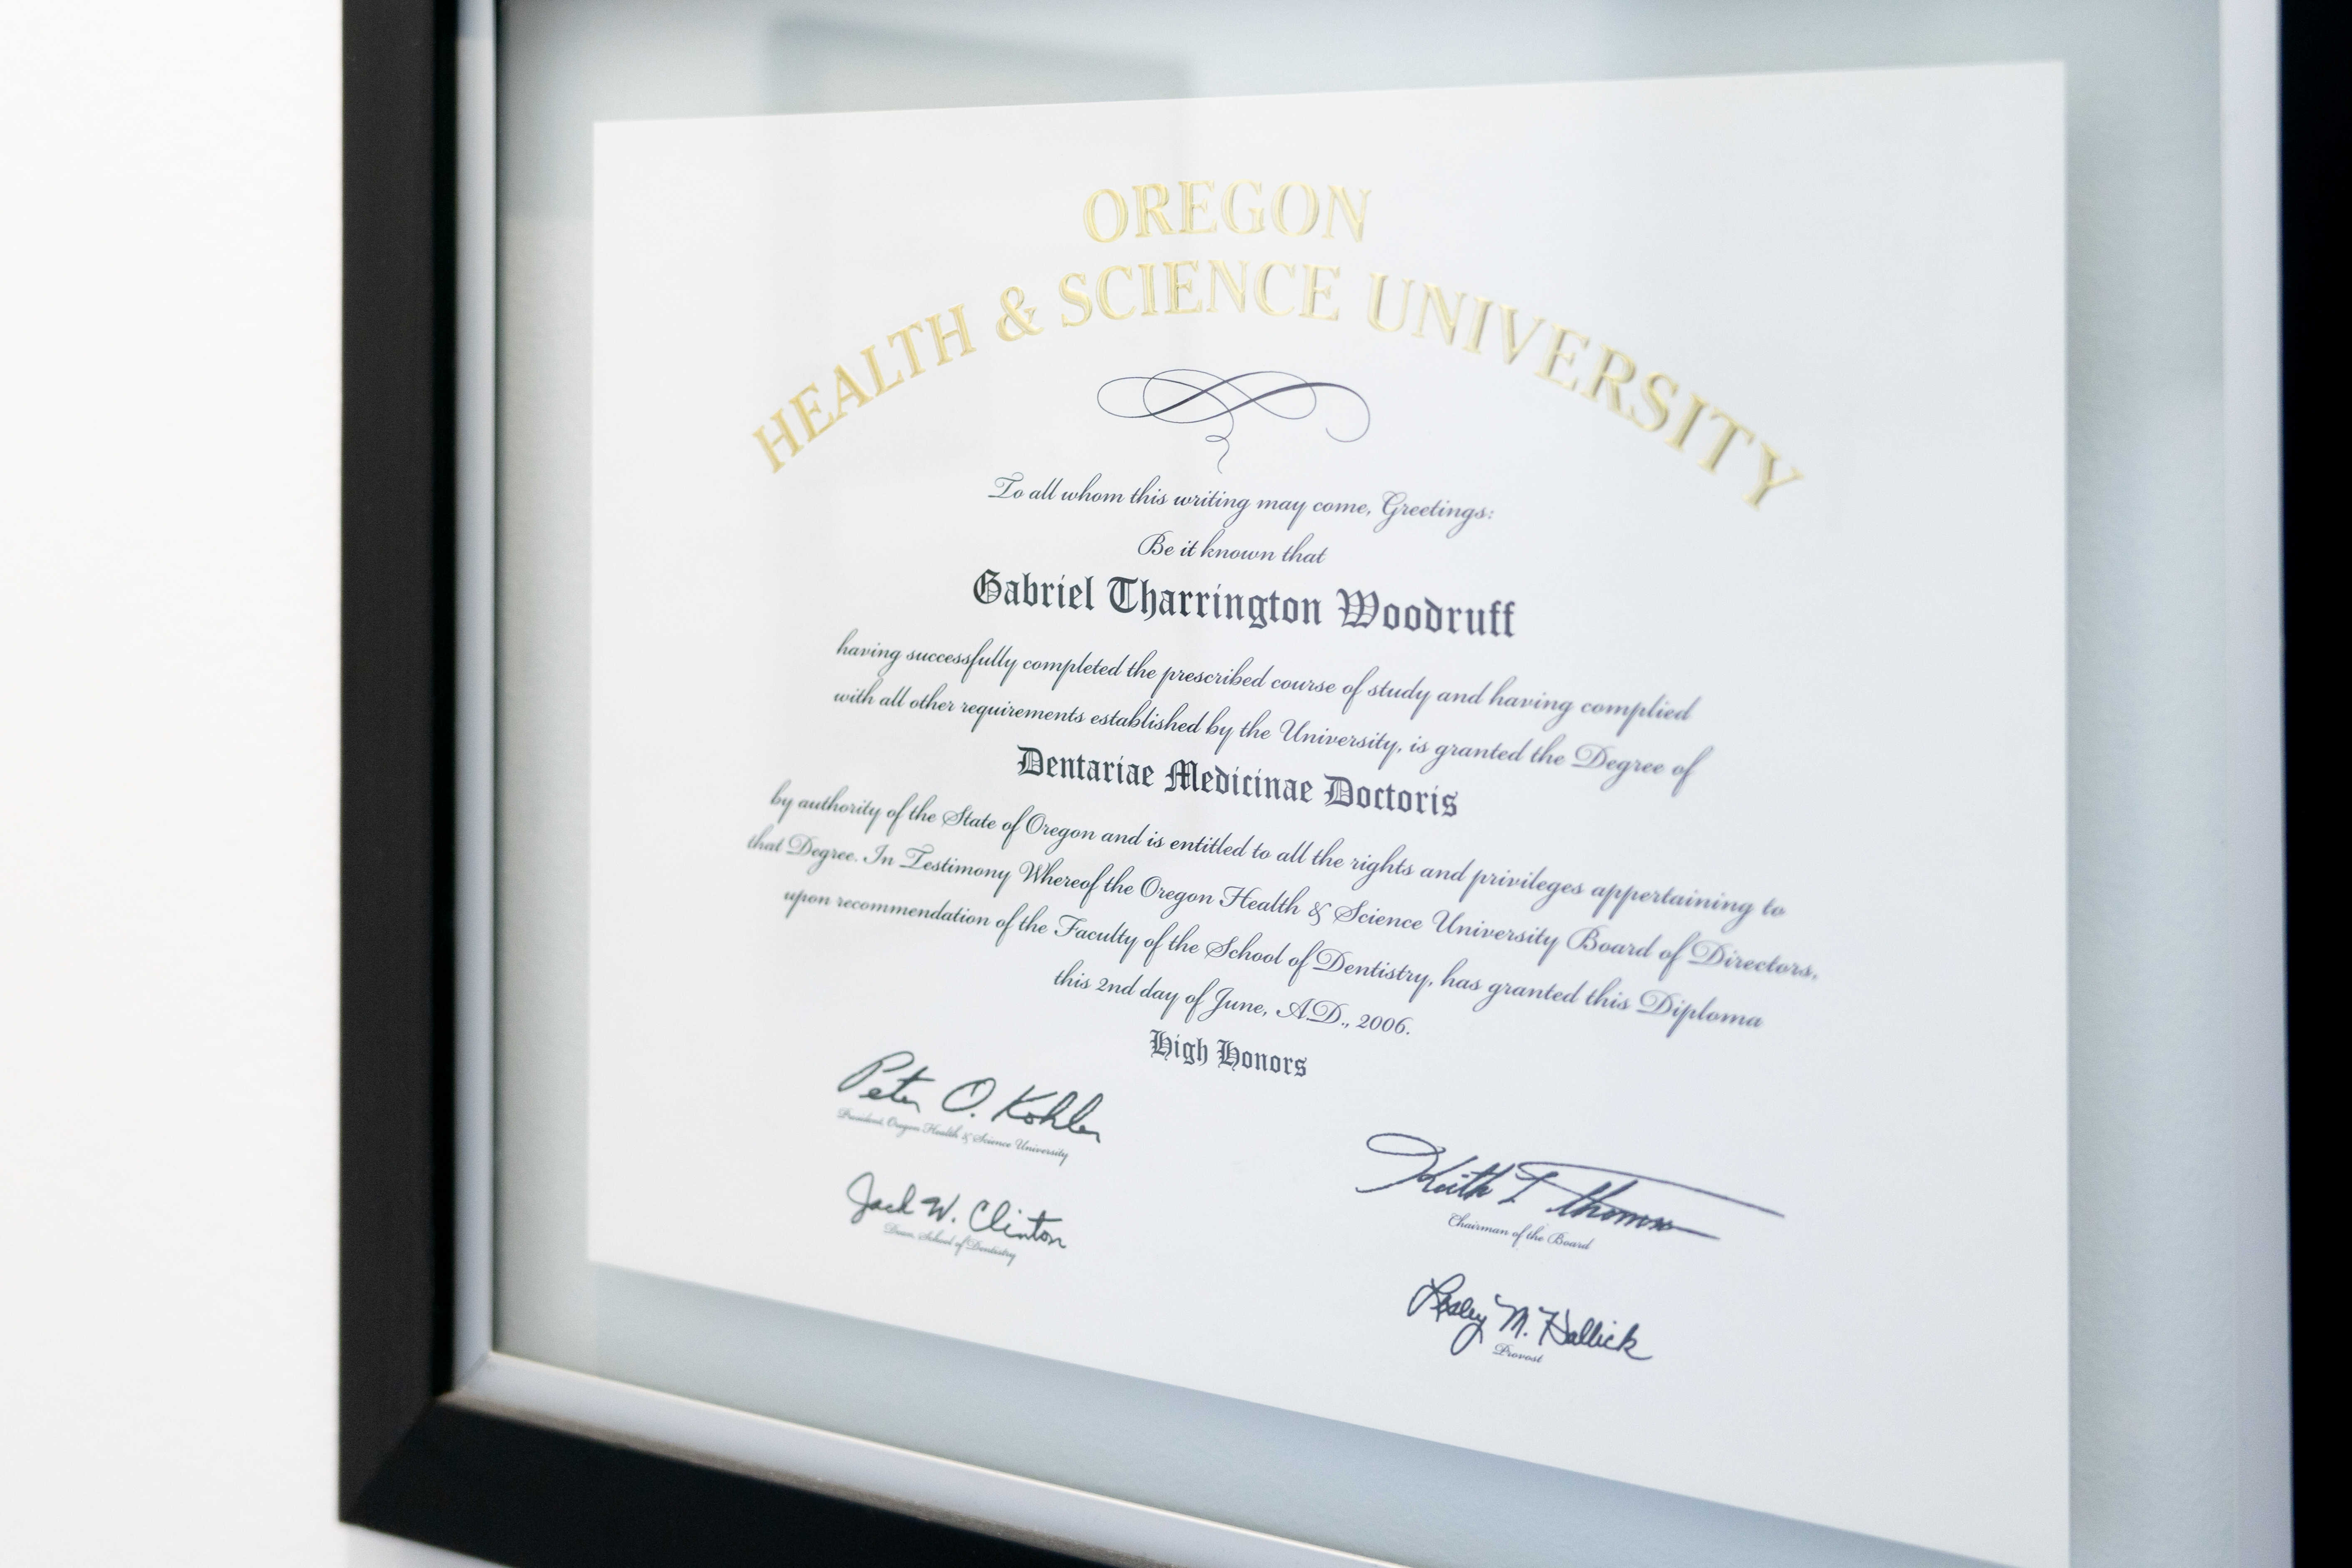 OREGON
HEALTH & SCIENCE UNIVERSITY
To all whom this writing may come, Greetings:
Be it known that
Gabriel Tharrington Woodruff
having successfully completed the prescribed course of study and having complied
with all other requirements established by the University, is granted the Degree of
Dentariae Medicinae Doctoris
by authority of the State of Oregon and is entitled to all the rights and privileges appertaining to
that Degree. In Testimony Whereof the Oregon Health & Science University Board of Directors,
upon recommendation of the Faculty of the School of Dentistry, has granted this Diploma
this 2nd day of June, A.D., 2006.
High Honors
Peter O. Kohler
President, Oregon Health & Science University
Keith L Thomson
Chairman of the Board
Jack W. Clinton
Dean, School of Dentistry
Lesley M. Hallick
Provost